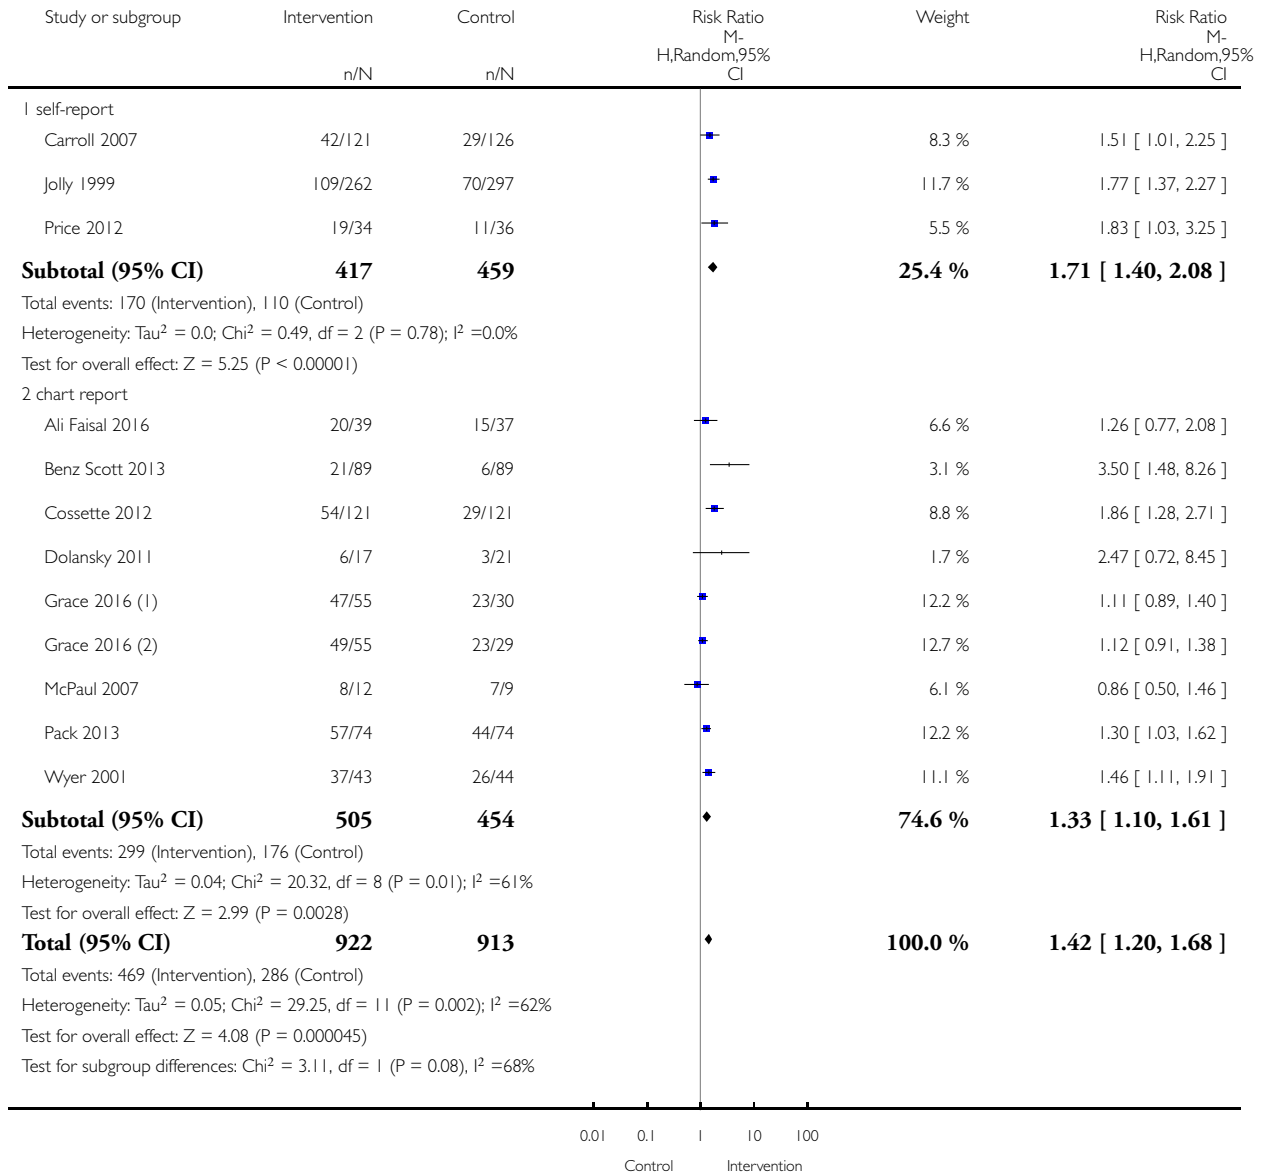 Study or subgroup Intervention Control Risk Ratio Weight Risk Ratio
M- M-
H,Random,95% H,Random,95%
n/N n/N CI CI
1 self-report
Carroll 2007 42/121 29/126 8.3 % 1.51 [ 1.01, 2.25 ]
Jolly 1999 109/262 70/297 11.7 % 1.77 [ 1.37, 2.27 ]
Price 2012 19/34 11/36 5.5 % 1.83 [ 1.03, 3.25 ]
Subtotal (95% CI) 417 459 25.4 % 1.71 [ 1.40, 2.08 ]
Total events: 170 (Intervention), 110 (Control)
Heterogeneity: Tau² = 0.0; Chi² = 0.49, df = 2 (P = 0.78); I² =0.0%
Test for overall effect: Z = 5.25 (P < 0.00001)
2 chart report
Ali Faisal 2016 20/39 15/37 6.6 % 1.26 [ 0.77, 2.08 ]
Benz Scott 2013 21/89 6/89 3.1 % 3.50 [ 1.48, 8.26 ]
Cossette 2012 54/121 29/121 8.8 % 1.86 [ 1.28, 2.71 ]
Dolansky 2011 6/17 3/21 1.7 % 2.47 [ 0.72, 8.45 ]
Grace 2016 (1) 47/55 23/30 12.2 % 1.11 [ 0.89, 1.40 ]
Grace 2016 (2) 49/55 23/29 12.7 % 1.12 [ 0.91, 1.38 ]
McPaul 2007 8/12 7/9 6.1 % 0.86 [ 0.50, 1.46 ]
Pack 2013 57/74 44/74 12.2 % 1.30 [ 1.03, 1.62 ]
Wyer 2001 37/43 26/44 11.1 % 1.46 [ 1.11, 1.91 ]
Subtotal (95% CI) 505 454 74.6 % 1.33 [ 1.10, 1.61 ]
Total events: 299 (Intervention), 176 (Control)
Heterogeneity: Tau² = 0.04; Chi² = 20.32, df = 8 (P = 0.01); I² =61%
Test for overall effect: Z = 2.99 (P = 0.0028)
Total (95% CI) 922 913 100.0 % 1.42 [ 1.20, 1.68 ]
Total events: 469 (Intervention), 286 (Control)
Heterogeneity: Tau² = 0.05; Chi² = 29.25, df = 11 (P = 0.002); I² =62%
Test for overall effect: Z = 4.08 (P = 0.000045)
Test for subgroup differences: Chi² = 3.11, df = 1 (P = 0.08), I² =68%
0.01 0.1 1 10 100
Control Intervention